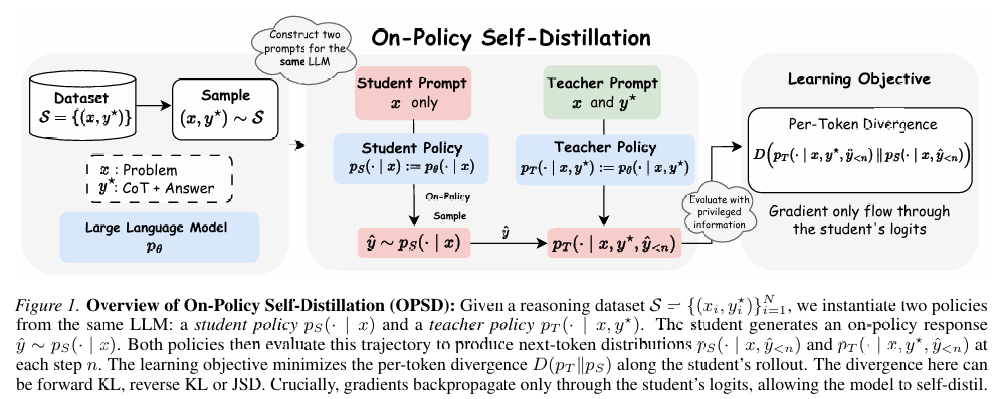 On-Policy Self-Distillation
Construct two
prompts for the
same LLM
Dataset
𝒮 = {(x, y⋆)}
Sample
(x, y⋆) ∼ 𝒮
x : Problem
y⋆: CoT + Answer
Large Language Model
pθ
Student Prompt
x only
Teacher Prompt
x and y⋆
Student Policy
pS(· | x) := pθ(· | x)
Teacher Policy
pT(· | x, y⋆) := pθ(· | x, y⋆)
On-Policy
Sample
ŷ ∼ pS(· | x)
ŷ
pT(· | x, y⋆, ŷ<n)
Evaluate with
privileged
information
Learning Objective
Per-Token Divergence
D(pT(· | x, y⋆, ŷ<n) ∥ pS(· | x, ŷ<n))
Gradient only flow through
the student's logits
Figure 1. Overview of On-Policy Self-Distillation (OPSD): Given a reasoning dataset 𝒮 = {(xi, yi⋆)}i=1N, we instantiate two policies
from the same LLM: a student policy pS(· | x) and a teacher policy pT(· | x, y⋆). The student generates an on-policy response
ŷ ∼ pS(· | x). Both policies then evaluate this trajectory to produce next-token distributions pS(· | x, ŷ<n) and pT(· | x, y⋆, ŷ<n) at
each step n. The learning objective minimizes the per-token divergence D(pT∥pS) along the student's rollout. The divergence here can
be forward KL, reverse KL or JSD. Crucially, gradients backpropagate only through the student's logits, allowing the model to self-distil.